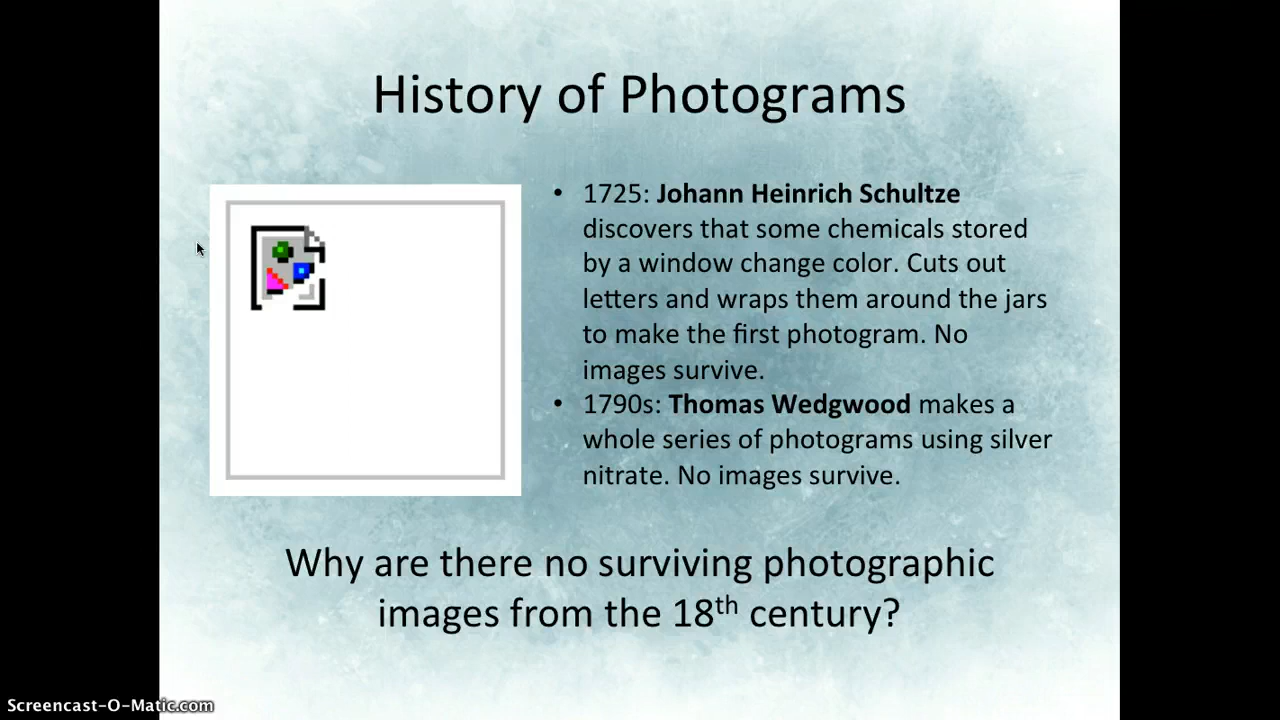 History of Photograms
• 1725: Johann Heinrich Schultze
discovers that some chemicals stored
by a window change color. Cuts out
letters and wraps them around the jars
to make the first photogram. No
images survive.
• 1790s: Thomas Wedgwood makes a
whole series of photograms using silver
nitrate. No images survive.
Why are there no surviving photographic
images from the 18th century?
Screencast-O-Matic.com